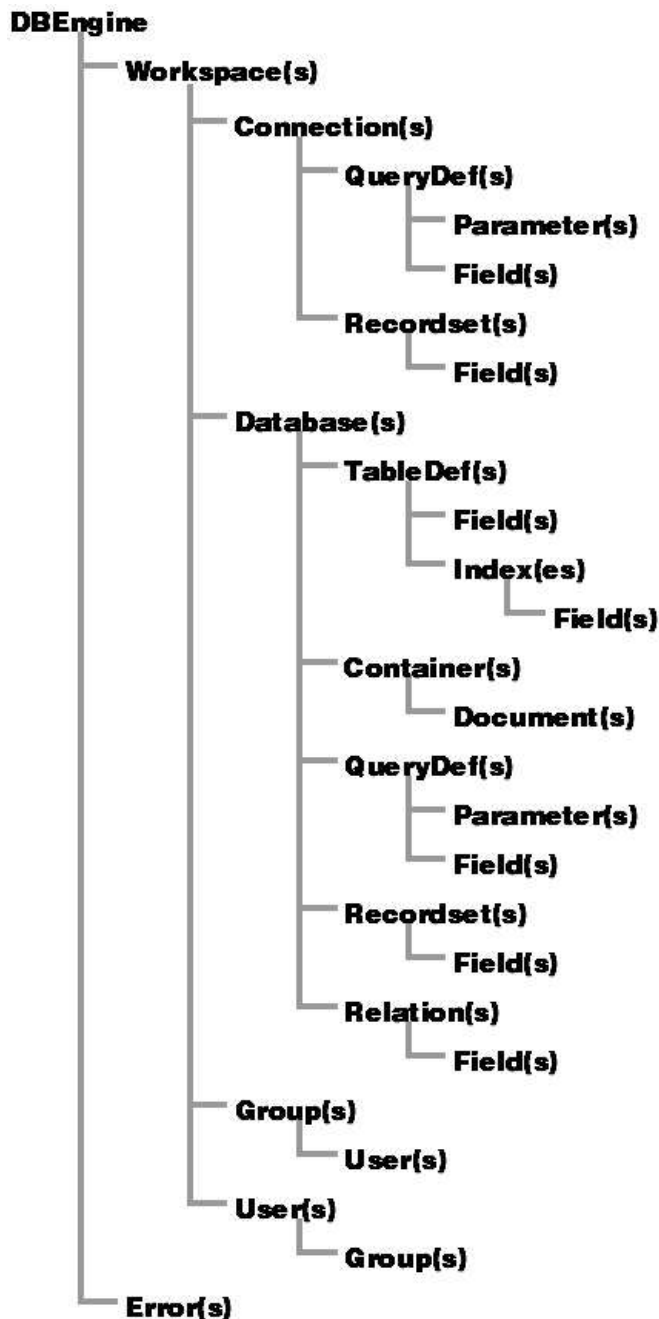 DBEngine
Workspace(s)
Connection(s)
QueryDef(s)
Parameter(s)
Field(s)
Recordset(s)
Field(s)
Database(s)
TableDef(s)
Field(s)
Index(es)
Field(s)
Container(s)
Document(s)
QueryDef(s)
Parameter(s)
Field(s)
Recordset(s)
Field(s)
Relation(s)
Field(s)
Group(s)
User(s)
User(s)
Group(s)
Error(s)